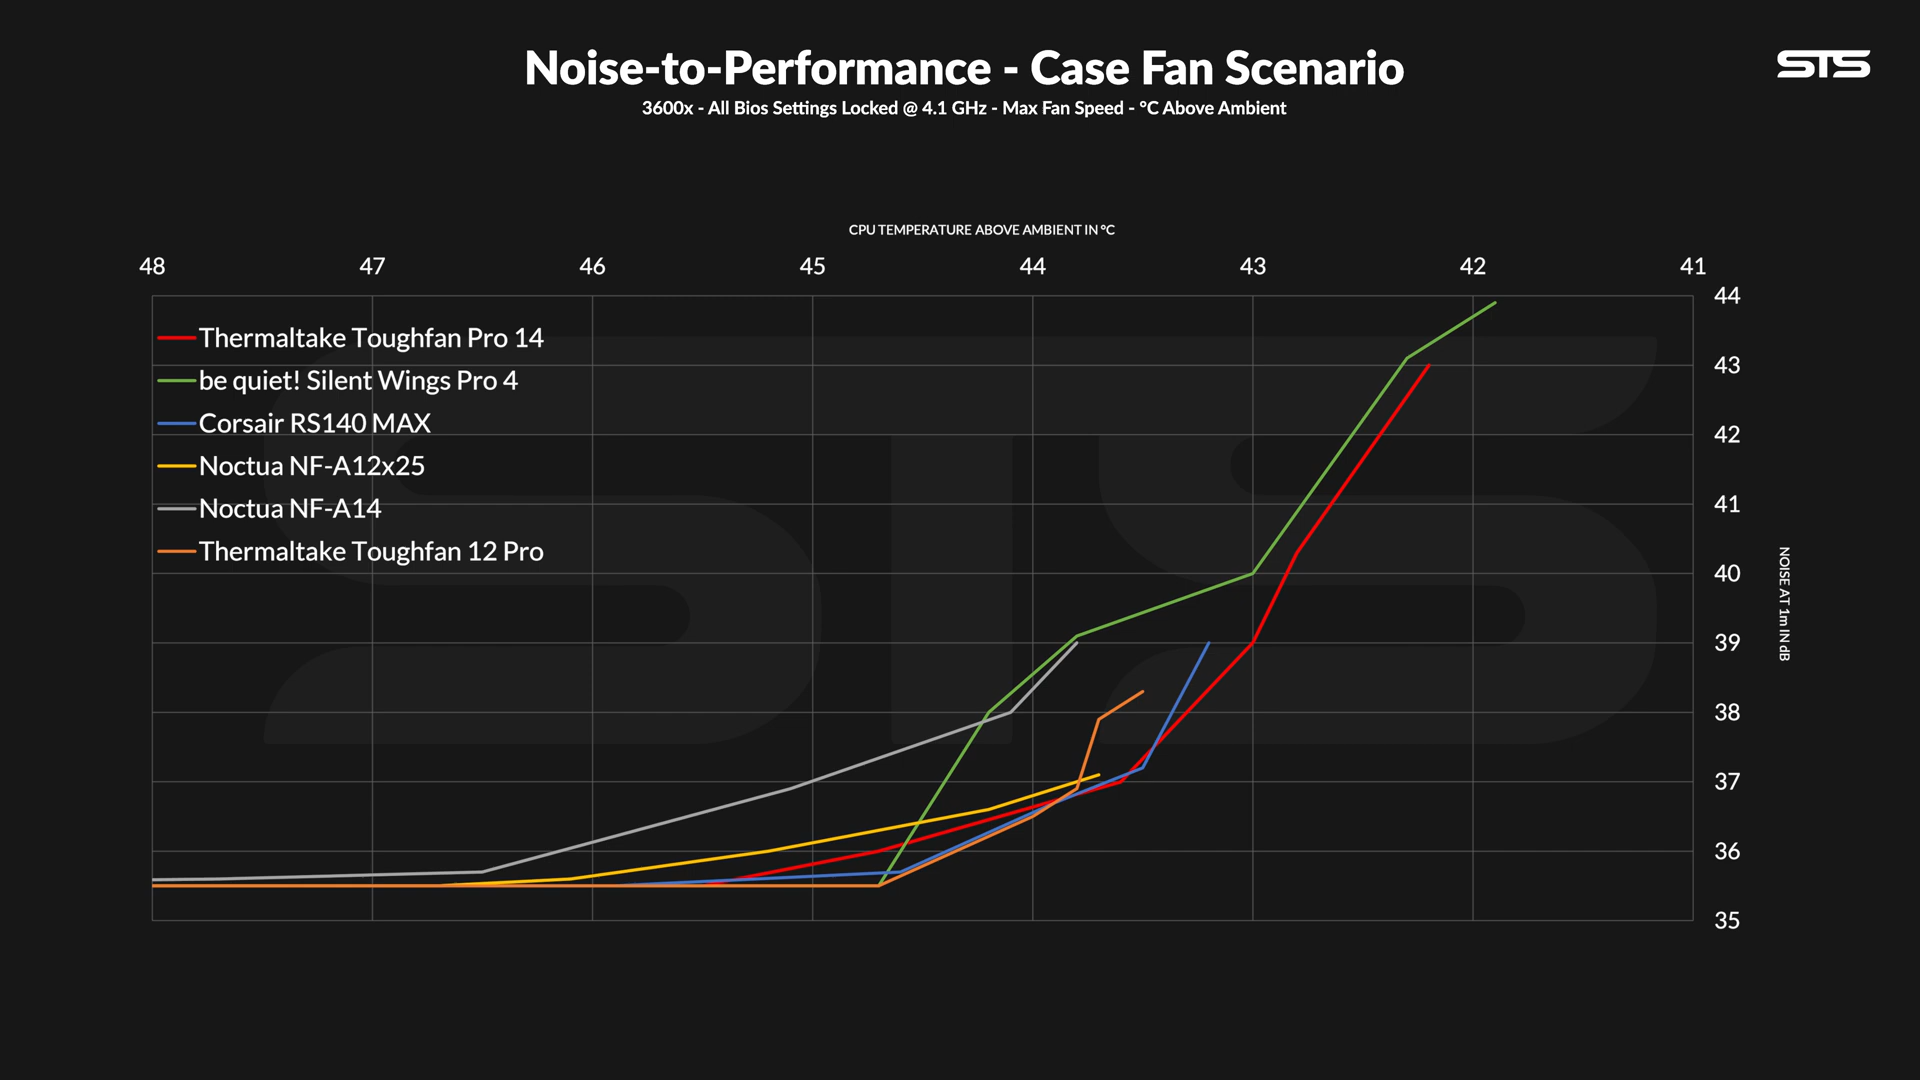 Noise-to-Performance - Case Fan Scenario
STS
3600x - All Bios Settings Locked @ 4.1 GHz - Max Fan Speed - °C Above Ambient
CPU TEMPERATURE ABOVE AMBIENT IN °C
48 47 46 45 44 43 42 41
Thermaltake Toughfan Pro 14
be quiet! Silent Wings Pro 4
Corsair RS140 MAX
Noctua NF-A12x25
Noctua NF-A14
Thermaltake Toughfan 12 Pro
44
43
42
41
40
39
38
37
36
35
NOISE AT 1m IN dB
STS